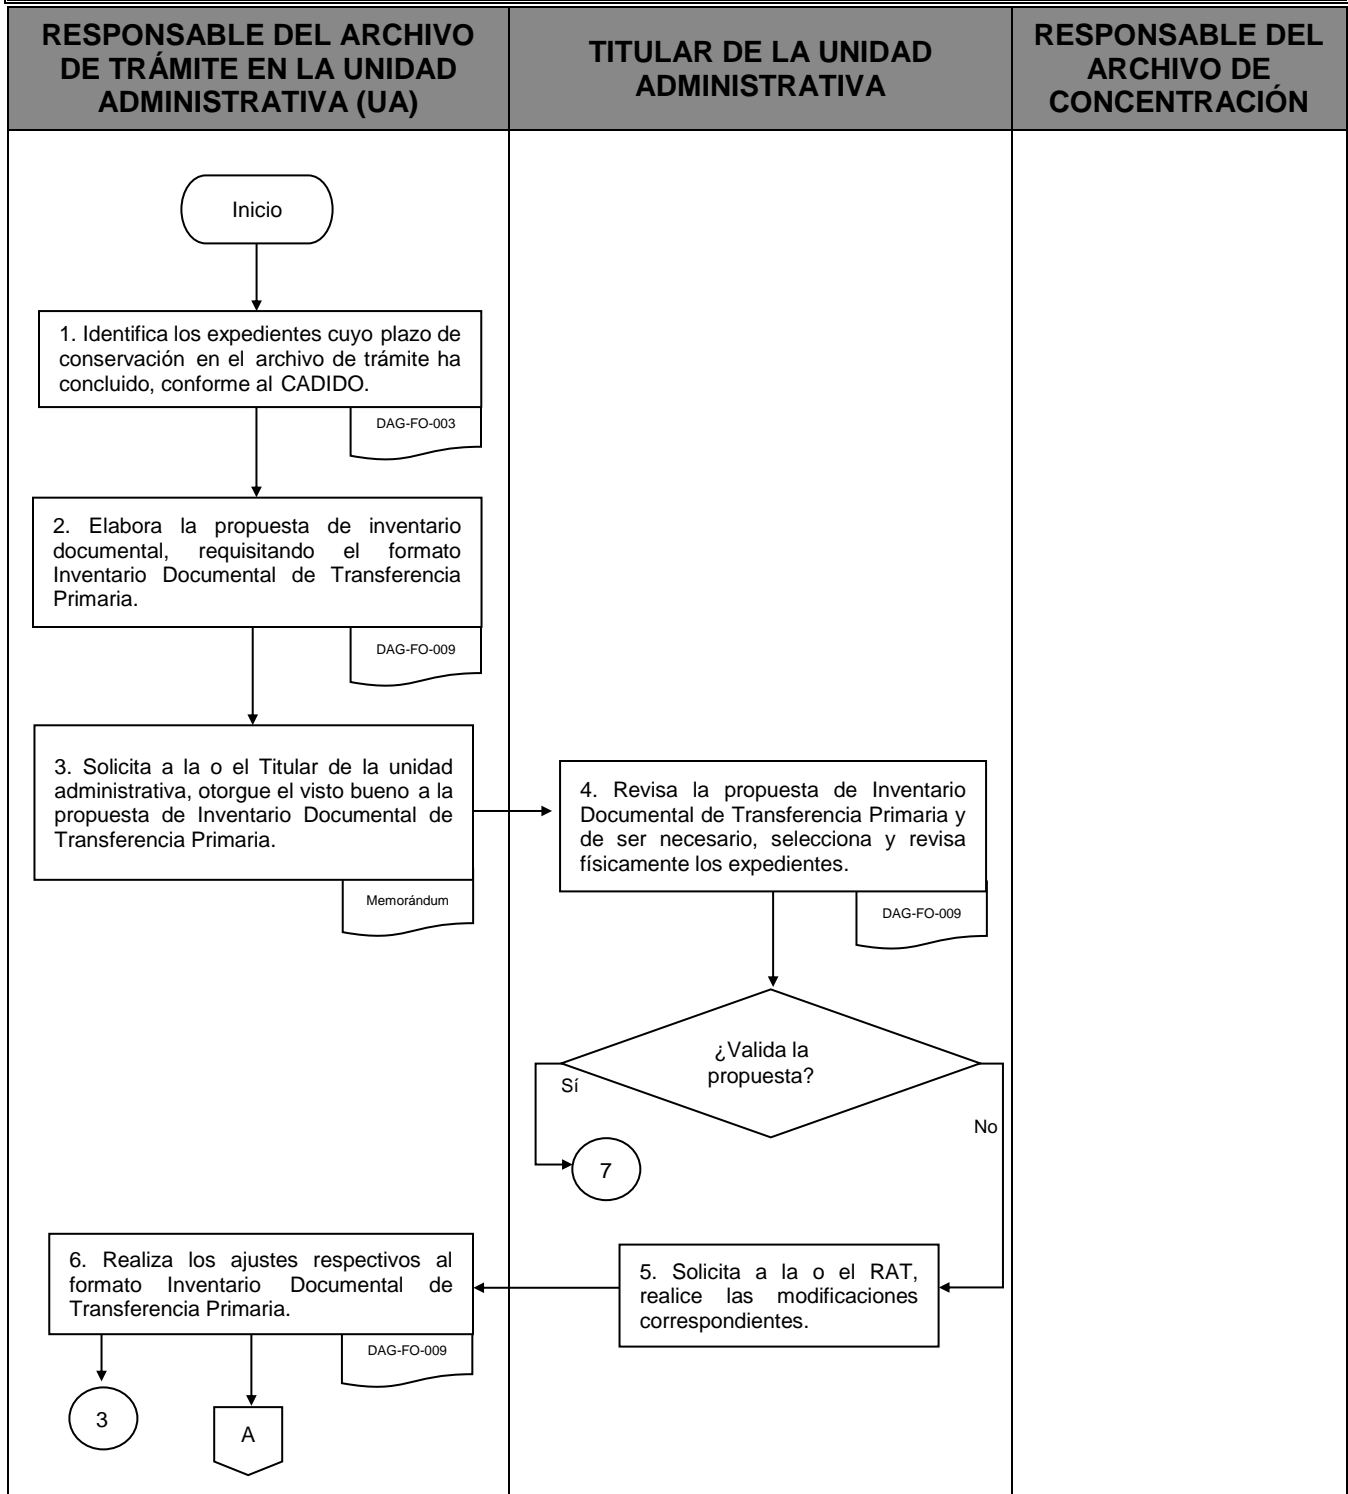 RESPONSABLE DEL ARCHIVO
DE TRÁMITE EN LA UNIDAD
ADMINISTRATIVA (UA)
TITULAR DE LA UNIDAD
ADMINISTRATIVA
RESPONSABLE DEL
ARCHIVO DE
CONCENTRACIÓN
Inicio
1. Identifica los expedientes cuyo plazo de
conservación en el archivo de trámite ha
concluido, conforme al CADIDO.
DAG-FO-003
2. Elabora la propuesta de inventario
documental, requisitando el formato
Inventario Documental de Transferencia
Primaria.
DAG-FO-009
3. Solicita a la o el Titular de la unidad
administrativa, otorgue el visto bueno a la
propuesta de Inventario Documental de
Transferencia Primaria.
Memorándum
4. Revisa la propuesta de Inventario
Documental de Transferencia Primaria y
de ser necesario, selecciona y revisa
físicamente los expedientes.
DAG-FO-009
¿Valida la
propuesta?
Sí
No
7
5. Solicita a la o el RAT,
realice las modificaciones
correspondientes.
6. Realiza los ajustes respectivos al
formato Inventario Documental de
Transferencia Primaria.
DAG-FO-009
3
A